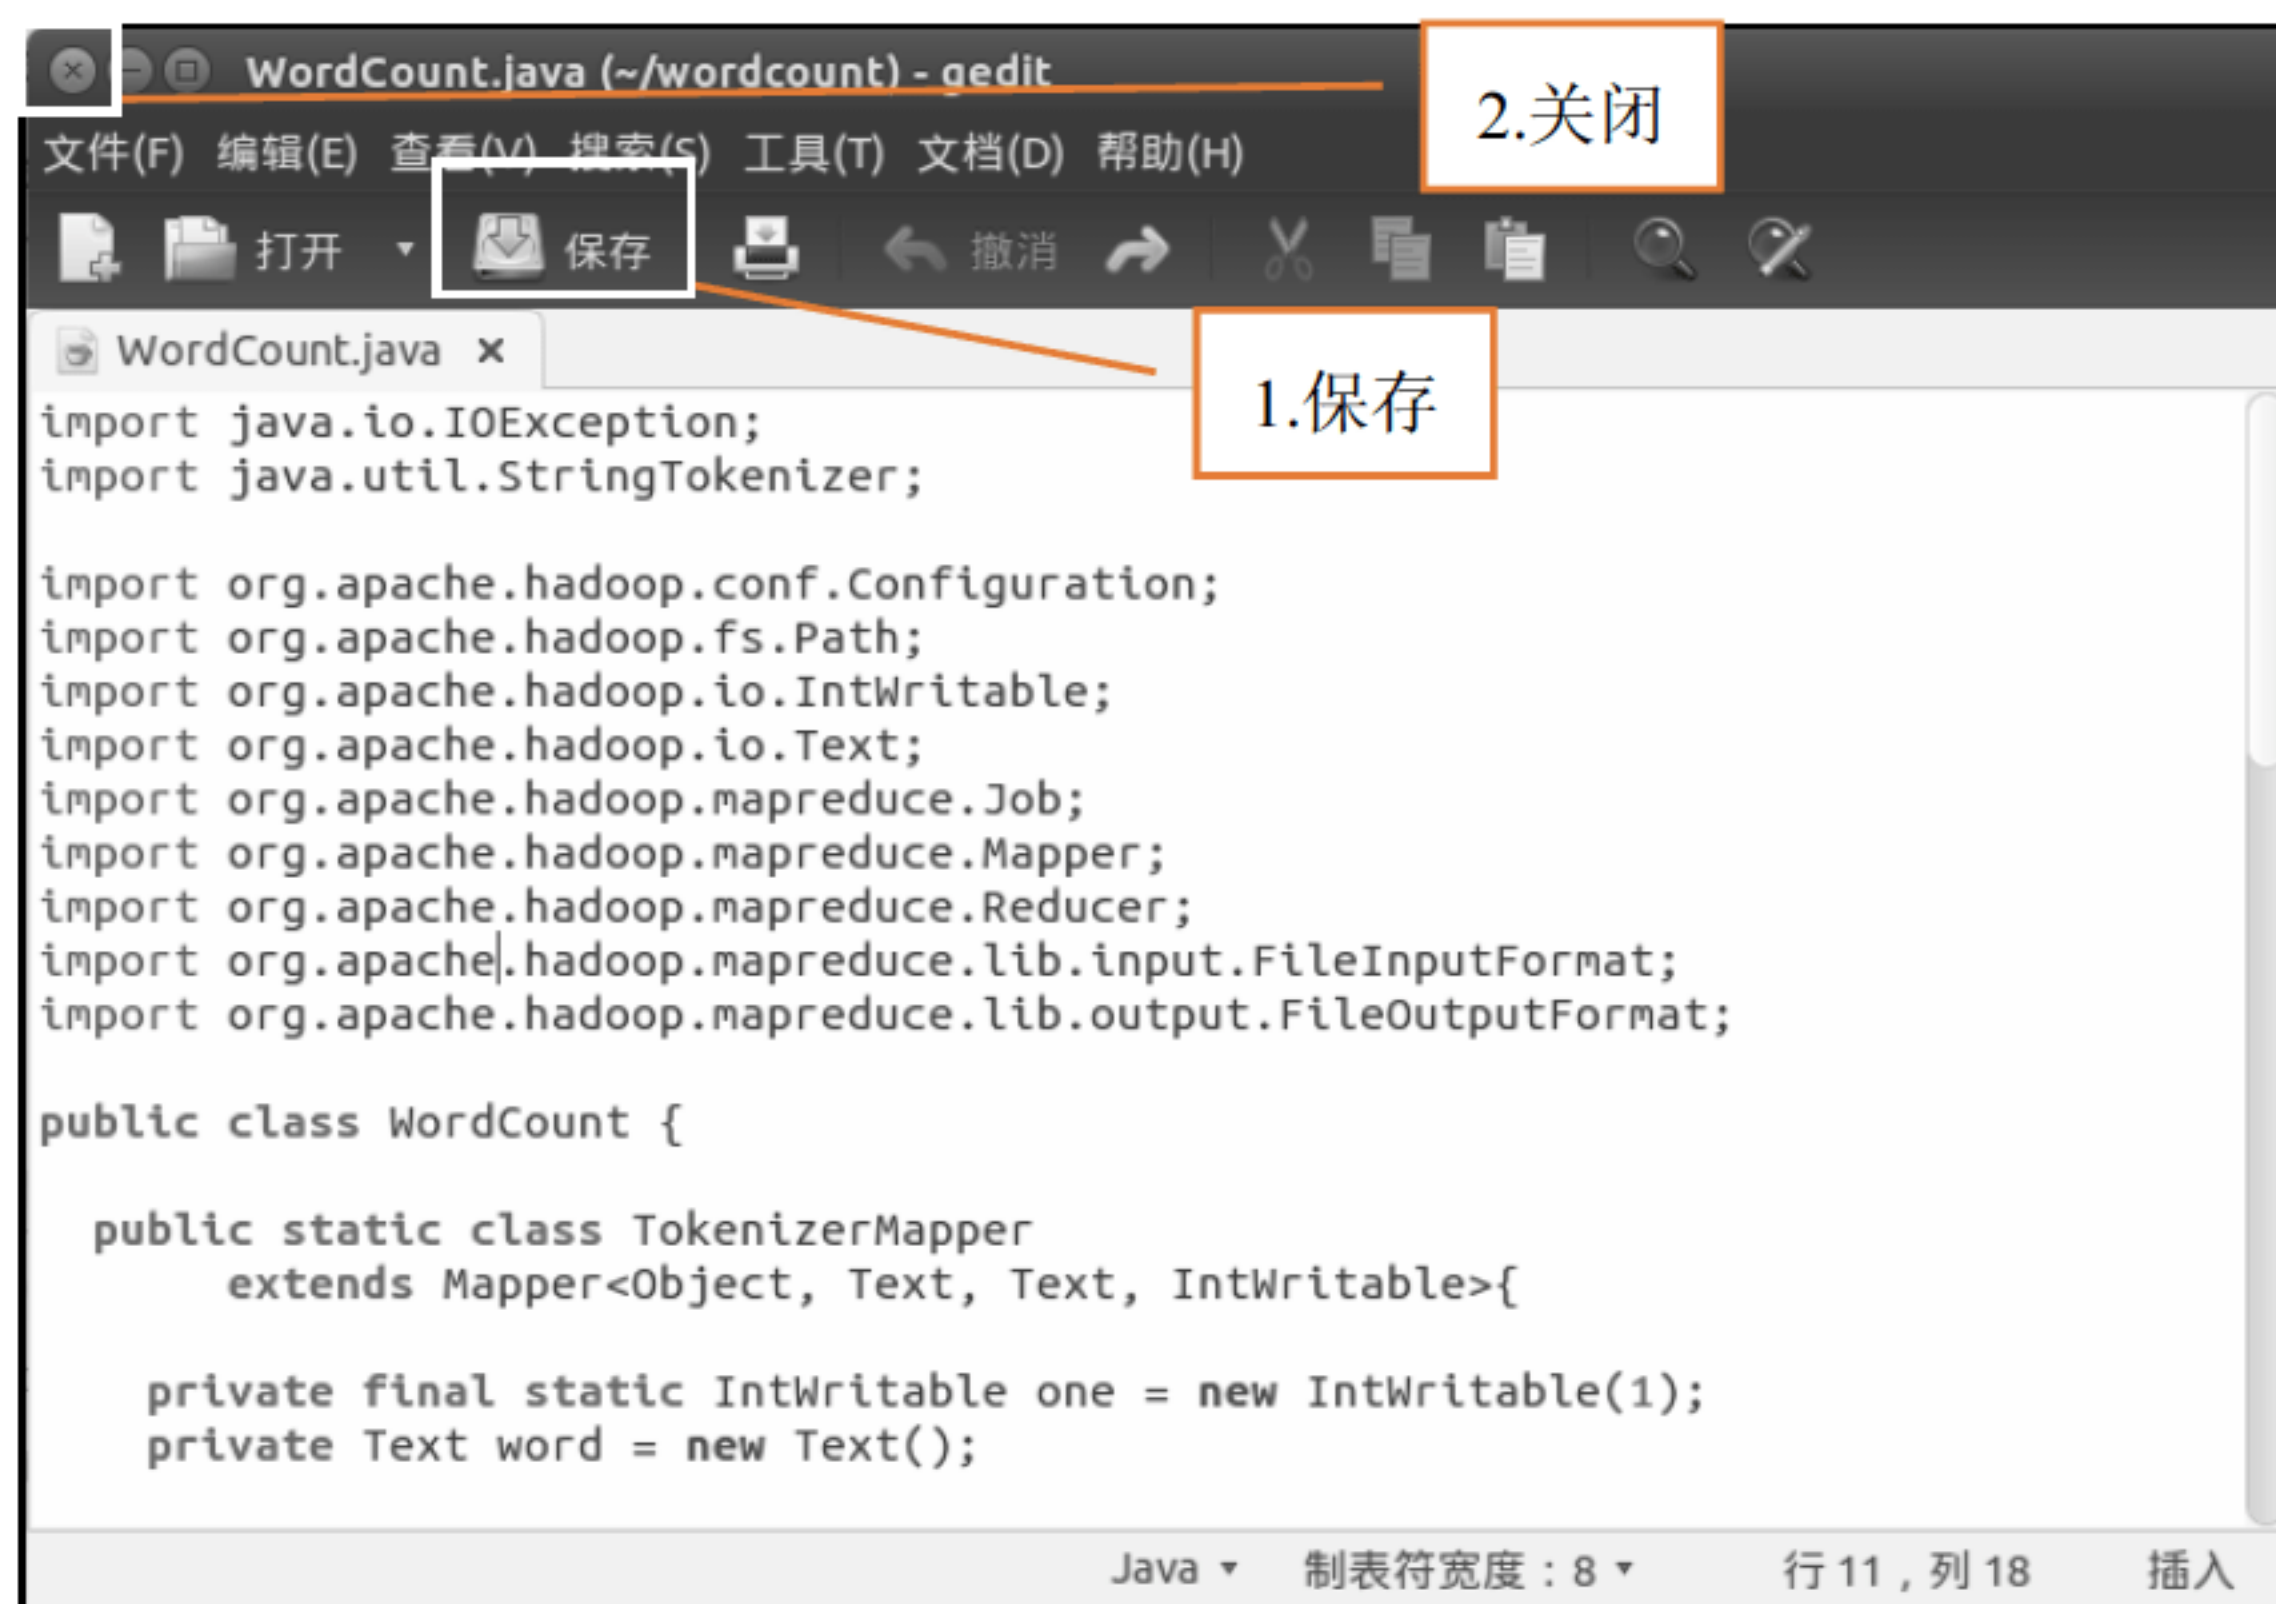 WordCount.java (~/wordcount) - gedit
2.关闭
文件(F) 编辑(E) 查看(V) 搜索(S) 工具(T) 文档(D) 帮助(H)
打开 保存 撤消
WordCount.java
1.保存
import java.io.IOException;
import java.util.StringTokenizer;
import org.apache.hadoop.conf.Configuration;
import org.apache.hadoop.fs.Path;
import org.apache.hadoop.io.IntWritable;
import org.apache.hadoop.io.Text;
import org.apache.hadoop.mapreduce.Job;
import org.apache.hadoop.mapreduce.Mapper;
import org.apache.hadoop.mapreduce.Reducer;
import org.apache.hadoop.mapreduce.lib.input.FileInputFormat;
import org.apache.hadoop.mapreduce.lib.output.FileOutputFormat;
public class WordCount {
public static class TokenizerMapper
extends Mapper<Object, Text, Text, IntWritable>{
private final static IntWritable one = new IntWritable(1);
private Text word = new Text();
Java 制表符宽度：8 行 11，列 18 插入